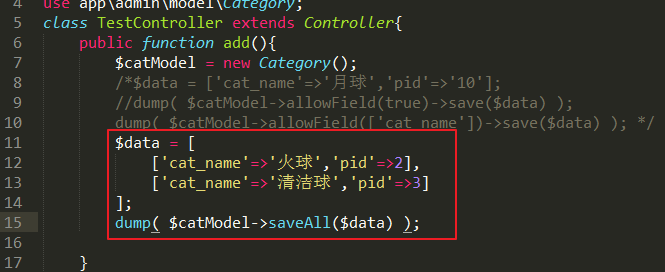 4 use app\admin\model\Category;
5 class TestController extends Controller{
6 public function add(){
7 $catModel = new Category();
8 /*$data = ['cat_name'=>'月球','pid'=>'10'];
9 //dump( $catModel->allowField(true)->save($data) );
10 dump( $catModel->allowField(['cat_name'])->save($data) ); */
11 $data = [
12 ['cat_name'=>'火球','pid'=>2],
13 ['cat_name'=>'清洁球','pid'=>3]
14 ];
15 dump( $catModel->saveAll($data) );
16
17 }